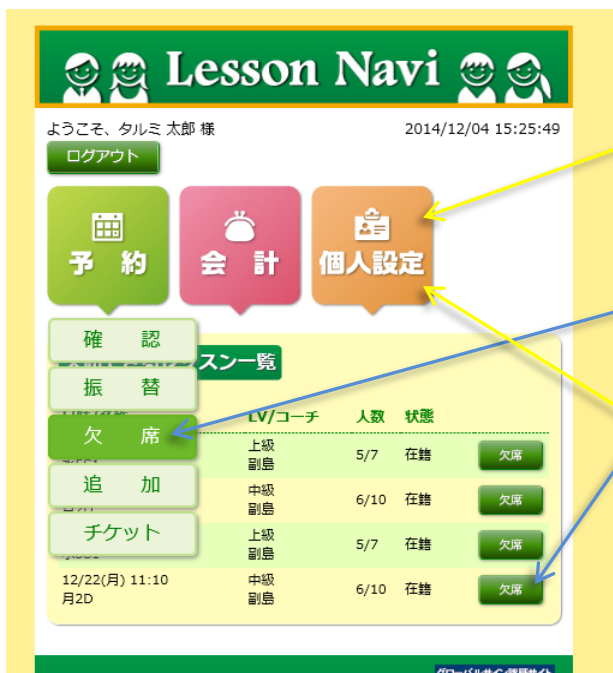 Lesson Navi
ようこそ、タルミ 太郎 様
2014/12/04 15:25:49
ログアウト
予 約
会 計
個人設定
確 認
スン一覧
振 替
欠 席
LV/コーチ 人数 状態
上級
副島
5/7 在籍 欠席
追 加
中級
副島
6/10 在籍 欠席
チケット
上級
副島
5/7 在籍 欠席
12/22(月) 11:10
月2D
中級
副島
6/10 在籍 欠席